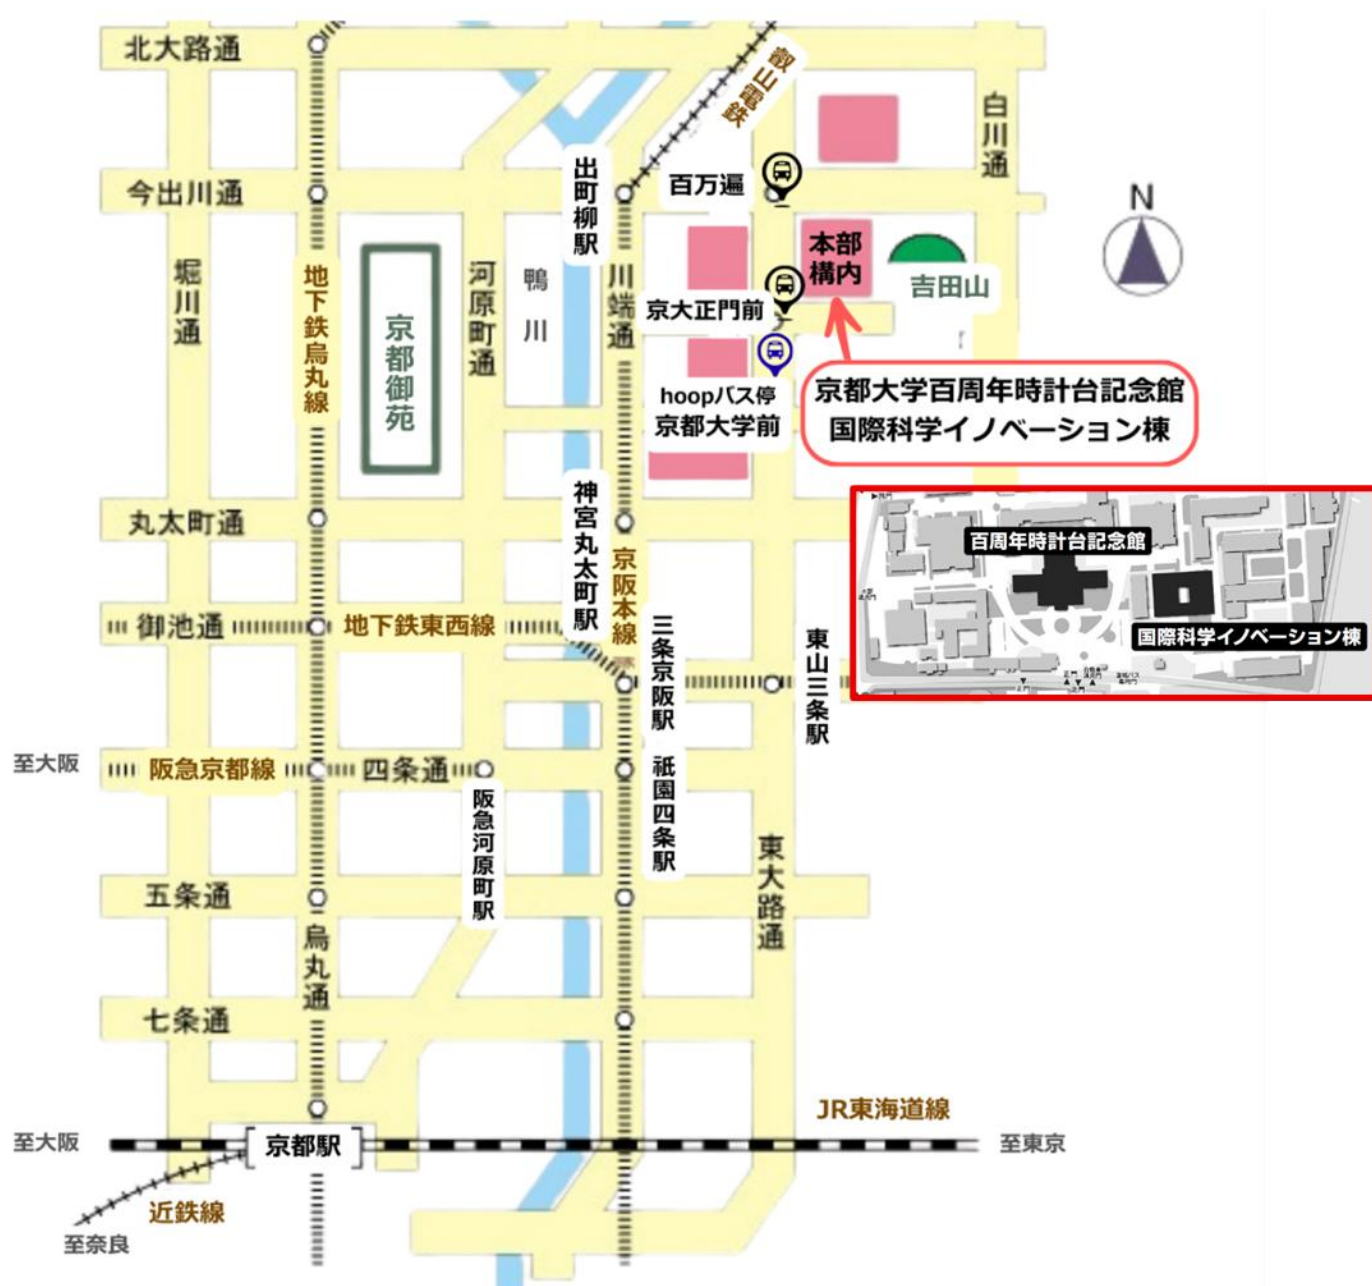 北大路通
叡山電鉄
白川通
今出川通
出町柳駅
百万遍
N
堀川通
地下鉄烏丸線
京都御苑
河原町通
鴨川
川端通
本部
構内
吉田山
京大正門前
hoopバス停
京都大学前
京都大学百周年時計台記念館
国際科学イノベーション棟
丸太町通
神宮丸太町駅
京阪本線
百周年時計台記念館
国際科学イノベーション棟
正門
御池通
地下鉄東西線
三条京阪駅
東山三条駅
至大阪
阪急京都線
四条通
阪急河原町駅
祇園四条駅
五条通
烏丸通
東大路通
七条通
JR東海道線
至大阪
京都駅
至東京
近鉄線
至奈良